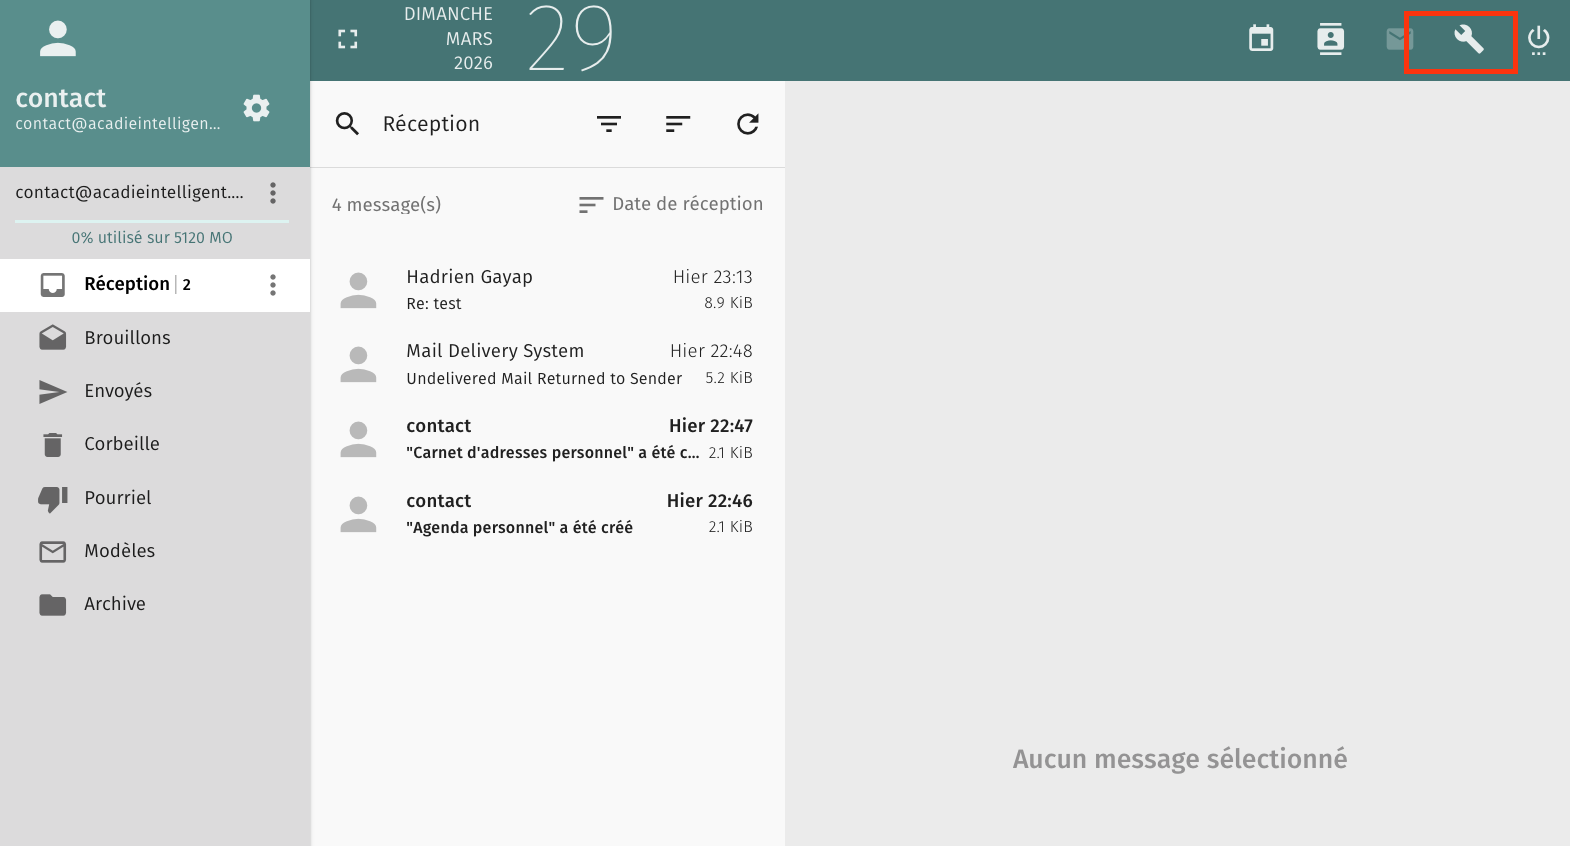 DIMANCHE
MARS
2026
29
contact
contact@acadieintelligen...
contact@acadieintelligent....
0% utilisé sur 5120 MO
Réception | 2
Brouillons
Envoyés
Corbeille
Pourriel
Modèles
Archive
Réception
4 message(s)
Date de réception
Hadrien Gayap
Hier 23:13
Re: test
8.9 KiB
Mail Delivery System
Hier 22:48
Undelivered Mail Returned to Sender
5.2 KiB
contact
Hier 22:47
"Carnet d'adresses personnel" a été c...
2.1 KiB
contact
Hier 22:46
"Agenda personnel" a été créé
2.1 KiB
Aucun message sélectionné